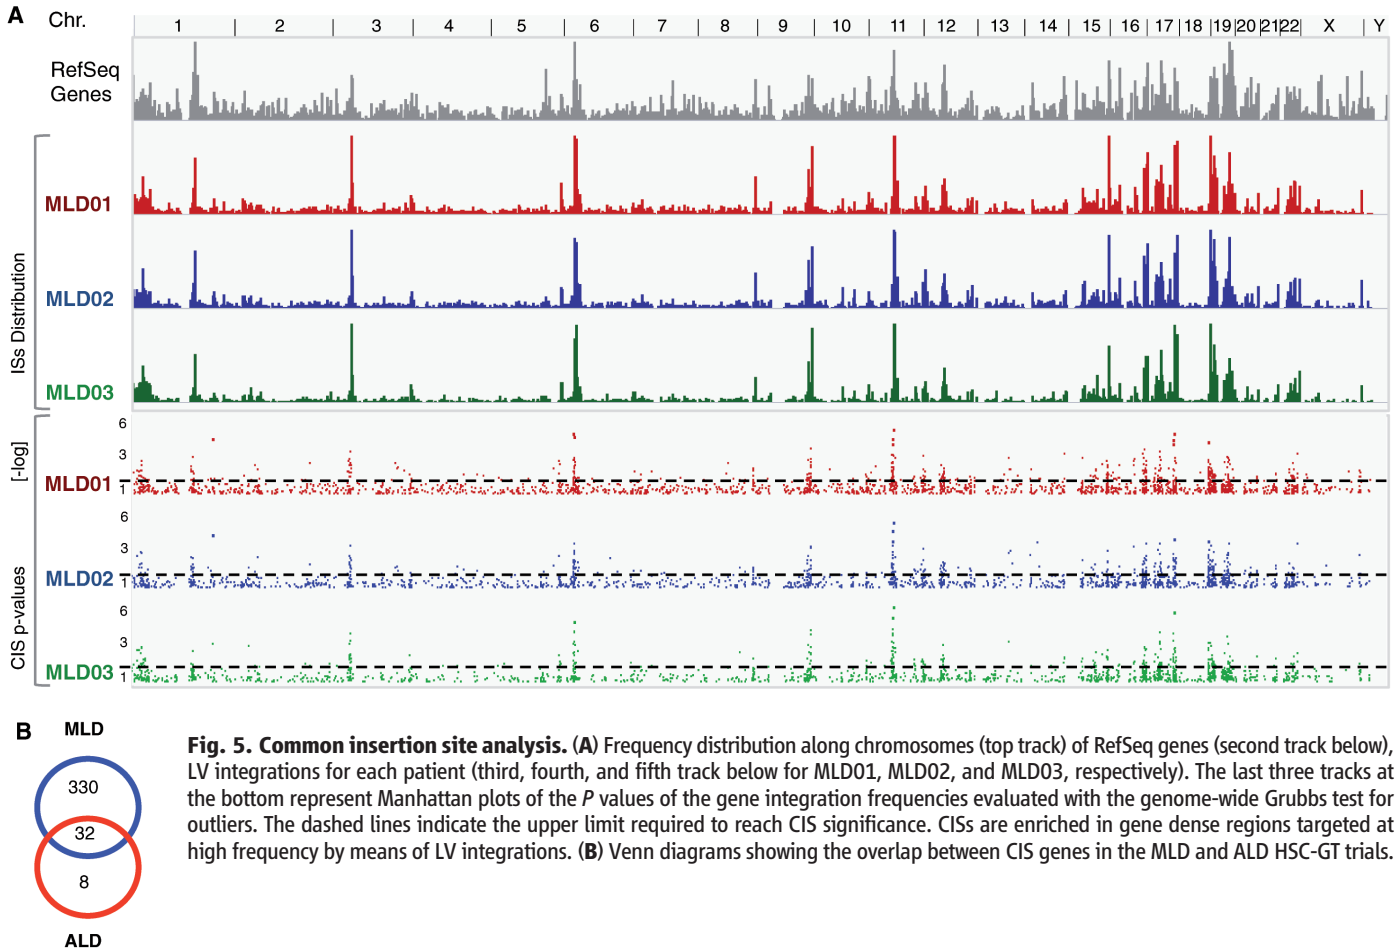 A
Chr. 1 2 3 4 5 6 7 8 9 10 11 12 13 14 15 16 17 18 19 20 21 22 X Y
RefSeq
Genes
ISs Distribution
MLD01
MLD02
MLD03
CIS p-values [-log]
6
3
MLD01 1
6
3
MLD02 1
6
3
MLD03 1
B
MLD
330
32
8
ALD
Fig. 5. Common insertion site analysis. (A) Frequency distribution along chromosomes (top track) of RefSeq genes (second track below),
LV integrations for each patient (third, fourth, and fifth track below for MLD01, MLD02, and MLD03, respectively). The last three tracks at
the bottom represent Manhattan plots of the P values of the gene integration frequencies evaluated with the genome-wide Grubbs test for
outliers. The dashed lines indicate the upper limit required to reach CIS significance. CISs are enriched in gene dense regions targeted at
high frequency by means of LV integrations. (B) Venn diagrams showing the overlap between CIS genes in the MLD and ALD HSC-GT trials.